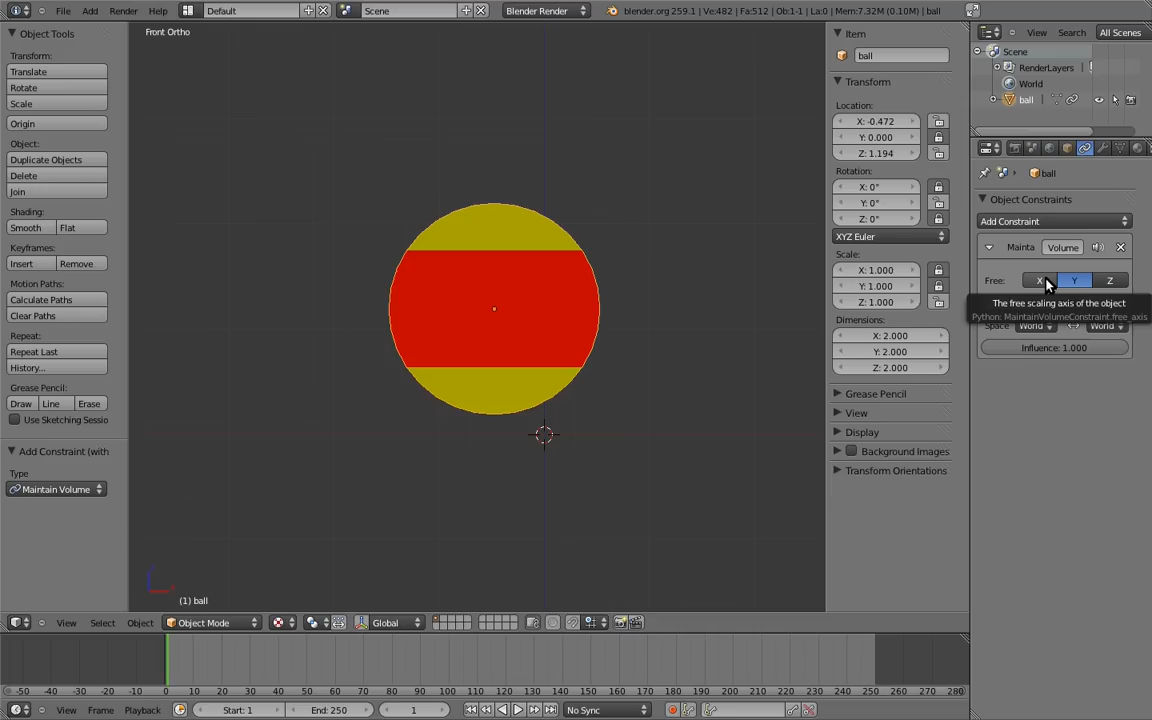 File Add Render Help Default Scene Blender Render blender.org 259.1 | Ve:482 | Fa:512 | Ob:1-1 | La:0 | Mem:7.32M (0.10M) | ball
Object Tools
Transform:
Translate
Rotate
Scale
Origin
Object:
Duplicate Objects
Delete
Join
Shading:
Smooth Flat
Keyframes:
Insert Remove
Motion Paths:
Calculate Paths
Clear Paths
Repeat:
Repeat Last
History...
Grease Pencil:
Draw Line Erase
Use Sketching Sessio
Add Constraint (with
Type
Maintain Volume
Front Ortho
(1) ball
Item
ball
Transform
Location:
X: -0.472
Y: 0.000
Z: 1.194
Rotation:
X: 0°
Y: 0°
Z: 0°
XYZ Euler
Scale:
X: 1.000
Y: 1.000
Z: 1.000
Dimensions:
X: 2.000
Y: 2.000
Z: 2.000
Grease Pencil
View
Display
Background Images
Transform Orientations
View Search All Scenes
Scene
RenderLayers |
World
ball |
ball
Object Constraints
Add Constraint
Mainta Volume
Free: X Y Z
The free scaling axis of the object
Python: MaintainVolumeConstraint.free_axis
Space World World
Influence: 1.000
View Select Object Object Mode Global
-50 -40 -30 -20 -10 0 10 20 30 40 50 60 70 80 90 100 110 120 130 140 150 160 170 180 190 200 210 220 230 240 250 260 270 280
View Frame Playback Start: 1 End: 250 1 No Sync